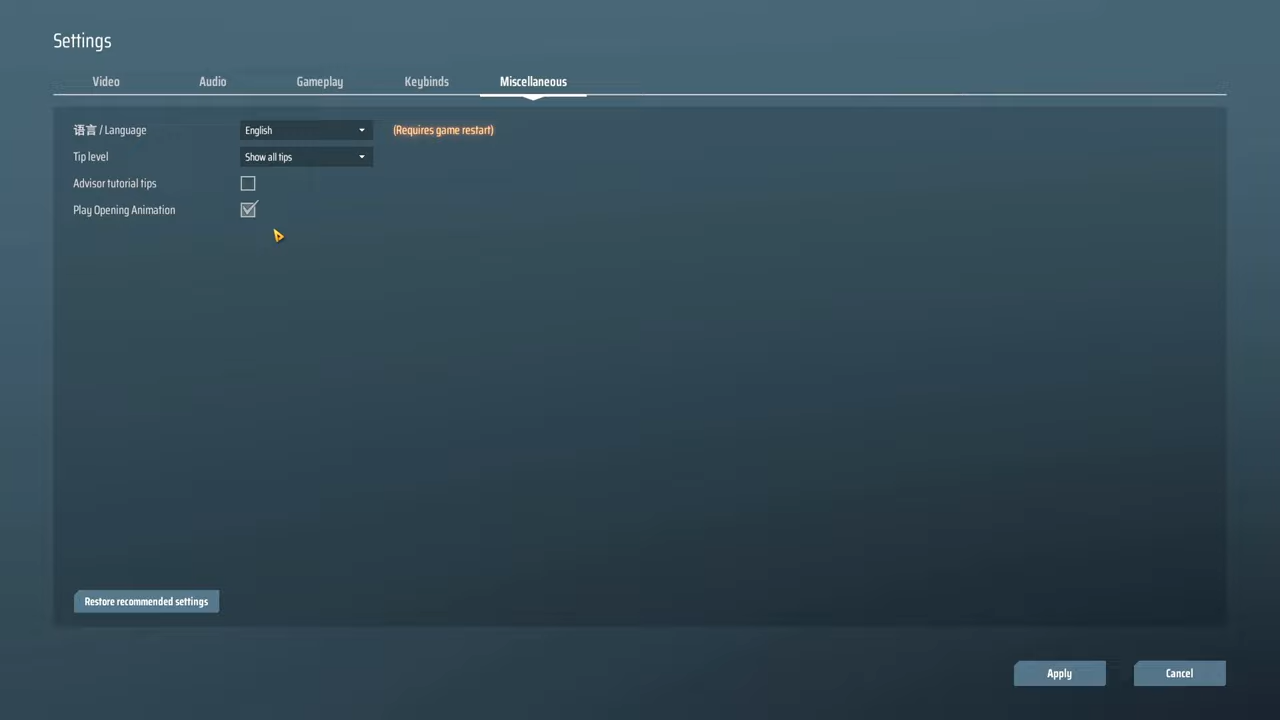 Settings
Video Audio Gameplay Keybinds Miscellaneous
语言 / Language English (Requires game restart)
Tip level Show all tips
Advisor tutorial tips
Play Opening Animation
Restore recommended settings
Apply Cancel